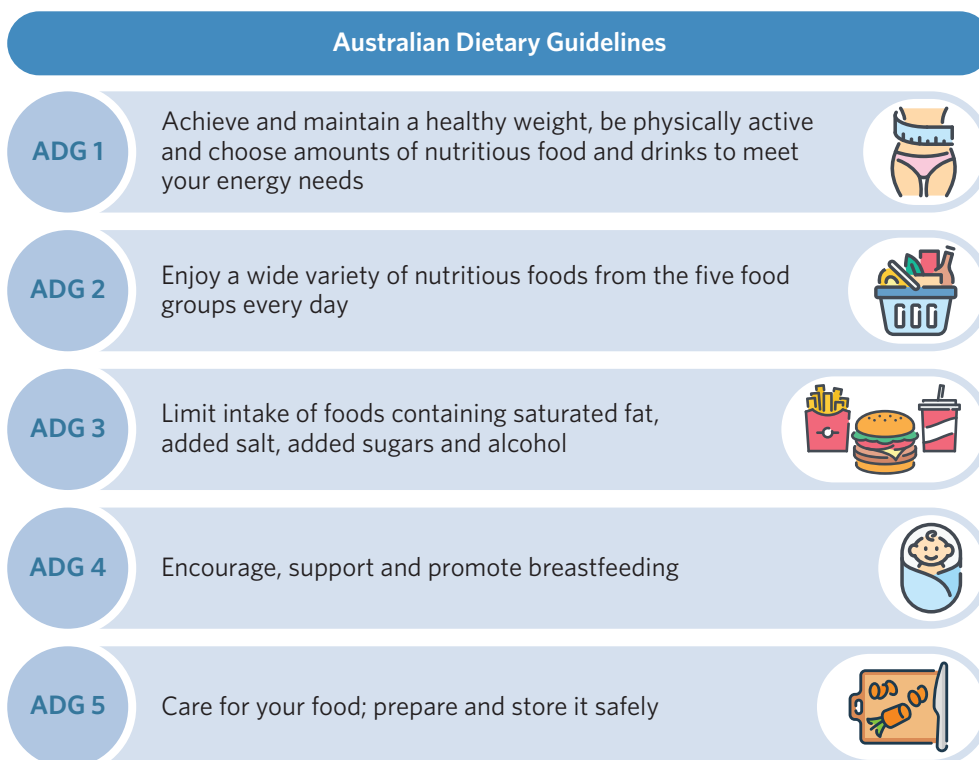 Australian Dietary Guidelines
ADG 1
Achieve and maintain a healthy weight, be physically active
and choose amounts of nutritious food and drinks to meet
your energy needs
ADG 2
Enjoy a wide variety of nutritious foods from the five food
groups every day
ADG 3
Limit intake of foods containing saturated fat,
added salt, added sugars and alcohol
ADG 4
Encourage, support and promote breastfeeding
ADG 5
Care for your food; prepare and store it safely